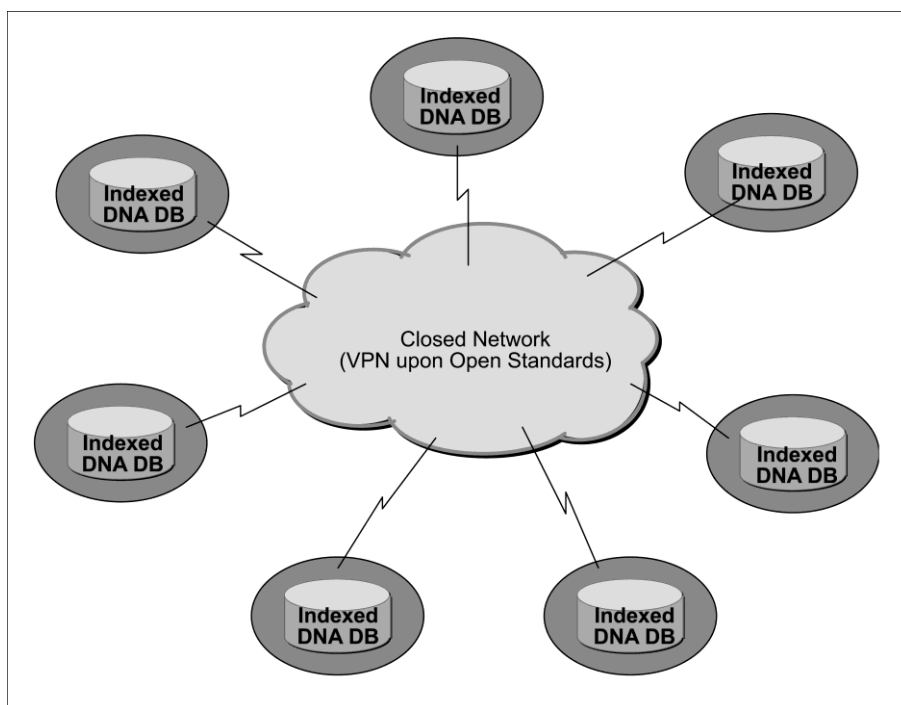 Indexed
DNA DB
Indexed
DNA DB
Indexed
DNA DB
Closed Network
(VPN upon Open Standards)
Indexed
DNA DB
Indexed
DNA DB
Indexed
DNA DB
Indexed
DNA DB